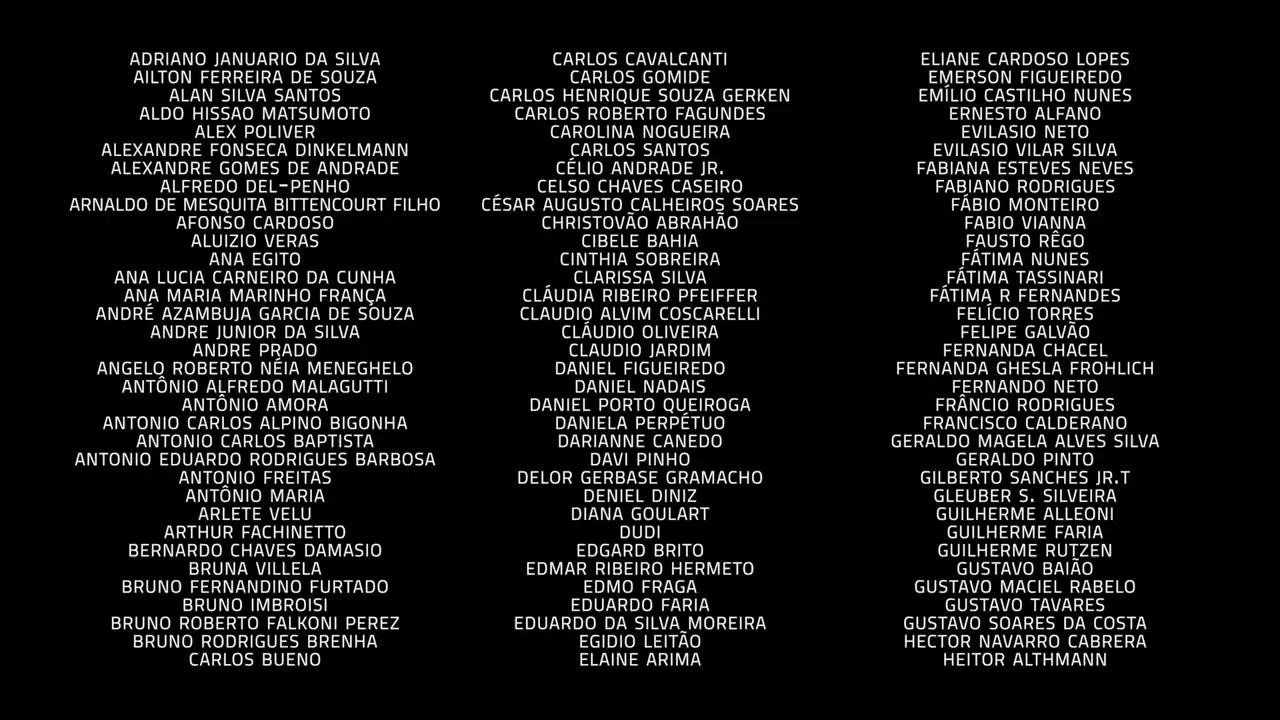 ADRIANO JANUARIO DA SILVA
AILTON FERREIRA DE SOUZA
ALAN SILVA SANTOS
ALDO HISSAO MATSUMOTO
ALEX POLIVER
ALEXANDRE FONSECA DINKELMANN
ALEXANDRE GOMES DE ANDRADE
ALFREDO DEL-PENHO
ARNALDO DE MESQUITA BITTENCOURT FILHO
AFONSO CARDOSO
ALUIZIO VERAS
ANA EGITO
ANA LUCIA CARNEIRO DA CUNHA
ANA MARIA MARINHO FRANÇA
ANDRÉ AZAMBUJA GARCIA DE SOUZA
ANDRE JUNIOR DA SILVA
ANDRE PRADO
ANGELO ROBERTO NÉIA MENEGHELO
ANTÔNIO ALFREDO MALAGUTTI
ANTÔNIO AMORA
ANTONIO CARLOS ALPINO BIGONHA
ANTONIO CARLOS BAPTISTA
ANTONIO EDUARDO RODRIGUES BARBOSA
ANTONIO FREITAS
ANTÔNIO MARIA
ARLETE VELU
ARTHUR FACHINETTO
BERNARDO CHAVES DAMASIO
BRUNA VILLELA
BRUNO FERNANDINO FURTADO
BRUNO IMBROISI
BRUNO ROBERTO FALKONI PEREZ
BRUNO RODRIGUES BRENHA
CARLOS BUENO
CARLOS CAVALCANTI
CARLOS GOMIDE
CARLOS HENRIQUE SOUZA GERKEN
CARLOS ROBERTO FAGUNDES
CAROLINA NOGUEIRA
CARLOS SANTOS
CÉLIO ANDRADE JR.
CELSO CHAVES CASEIRO
CÉSAR AUGUSTO CALHEIROS SOARES
CHRISTOVÃO ABRAHÃO
CIBELE BAHIA
CINTHIA SOBREIRA
CLARISSA SILVA
CLÁUDIA RIBEIRO PFEIFFER
CLAUDIO ALVIM COSCARELLI
CLÁUDIO OLIVEIRA
CLAUDIO JARDIM
DANIEL FIGUEIREDO
DANIEL NADAIS
DANIEL PORTO QUEIROGA
DANIELA PERPÉTUO
DARIANNE CANEDO
DAVI PINHO
DELOR GERBASE GRAMACHO
DENIEL DINIZ
DIANA GOULART
DUDI
EDGARD BRITO
EDMAR RIBEIRO HERMETO
EDMO FRAGA
EDUARDO FARIA
EDUARDO DA SILVA MOREIRA
EGIDIO LEITÃO
ELAINE ARIMA
ELIANE CARDOSO LOPES
EMERSON FIGUEIREDO
EMÍLIO CASTILHO NUNES
ERNESTO ALFANO
EVILASIO NETO
EVILASIO VILAR SILVA
FABIANA ESTEVES NEVES
FABIANO RODRIGUES
FÁBIO MONTEIRO
FABIO VIANNA
FAUSTO RÊGO
FÁTIMA NUNES
FÁTIMA TASSINARI
FÁTIMA R FERNANDES
FELÍCIO TORRES
FELIPE GALVÃO
FERNANDA CHACEL
FERNANDA GHESLA FROHLICH
FERNANDO NETO
FRÂNCIO RODRIGUES
FRANCISCO CALDERANO
GERALDO MAGELA ALVES SILVA
GERALDO PINTO
GILBERTO SANCHES JR.T
GLEUBER S. SILVEIRA
GUILHERME ALLEONI
GUILHERME FARIA
GUILHERME RUTZEN
GUSTAVO BAIÃO
GUSTAVO MACIEL RABELO
GUSTAVO TAVARES
GUSTAVO SOARES DA COSTA
HECTOR NAVARRO CABRERA
HEITOR ALTHMANN